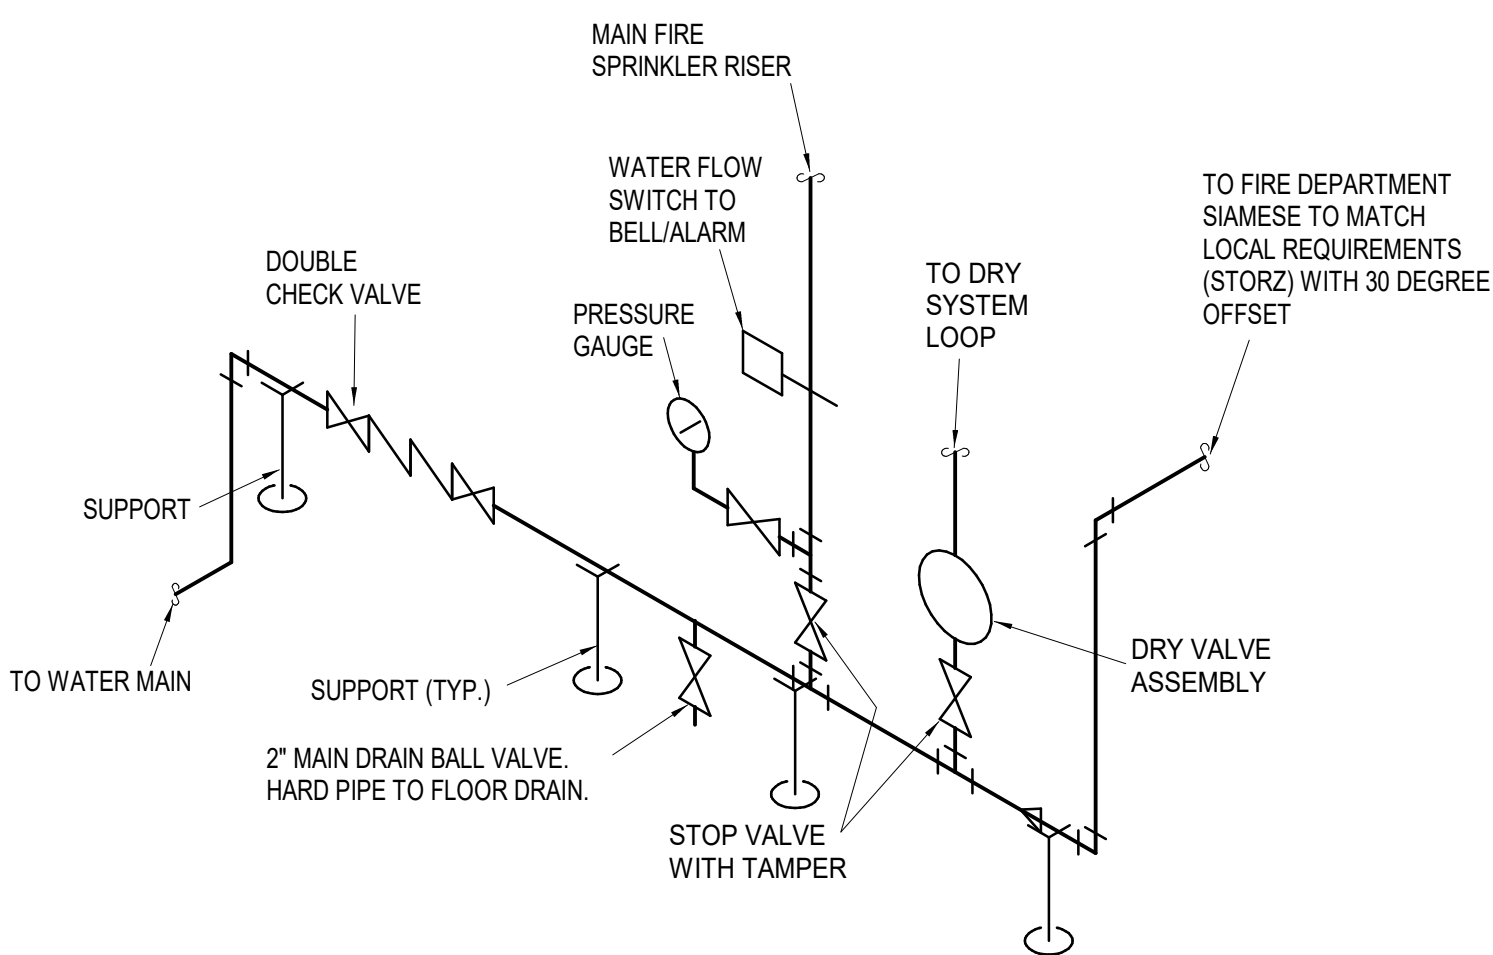 MAIN FIRE
SPRINKLER RISER
WATER FLOW
SWITCH TO
BELL/ALARM
TO FIRE DEPARTMENT
SIAMESE TO MATCH
LOCAL REQUIREMENTS
(STORZ) WITH 30 DEGREE
OFFSET
DOUBLE
CHECK VALVE
TO DRY
SYSTEM
LOOP
PRESSURE
GAUGE
SUPPORT
TO WATER MAIN
SUPPORT (TYP.)
DRY VALVE
ASSEMBLY
2" MAIN DRAIN BALL VALVE.
HARD PIPE TO FLOOR DRAIN.
STOP VALVE
WITH TAMPER